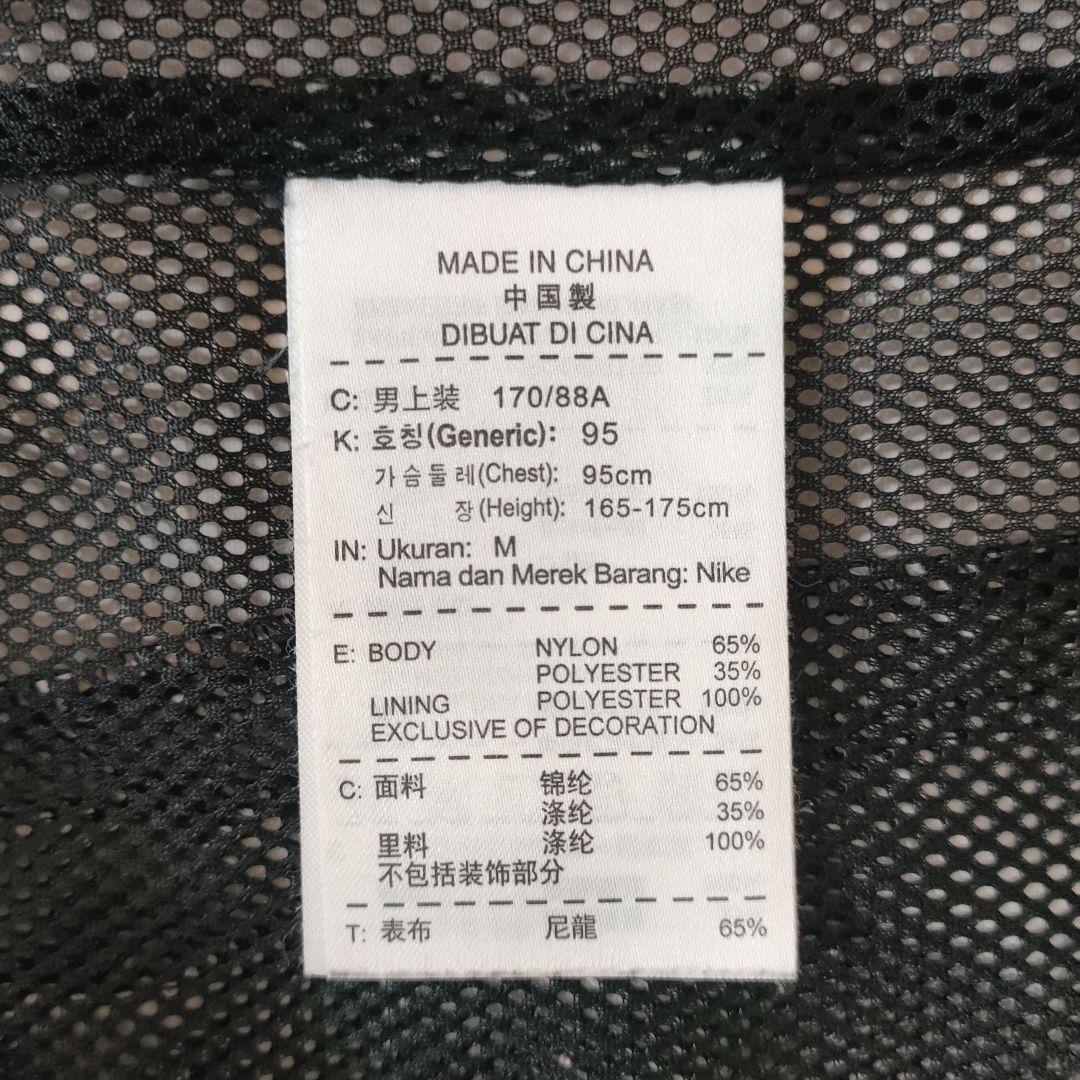 MADE IN CHINA
中国製
DIBUAT DI CINA
C: 男上装 170/88A
K: 호칭(Generic): 95
가슴둘레(Chest): 95cm
신 장(Height): 165-175cm
IN: Ukuran: M
Nama dan Merek Barang: Nike
E: BODY NYLON 65%
POLYESTER 35%
LINING POLYESTER 100%
EXCLUSIVE OF DECORATION
C: 面料 锦纶 65%
涤纶 35%
里料 涤纶 100%
不包括装饰部分
T: 表布 尼龍 65%